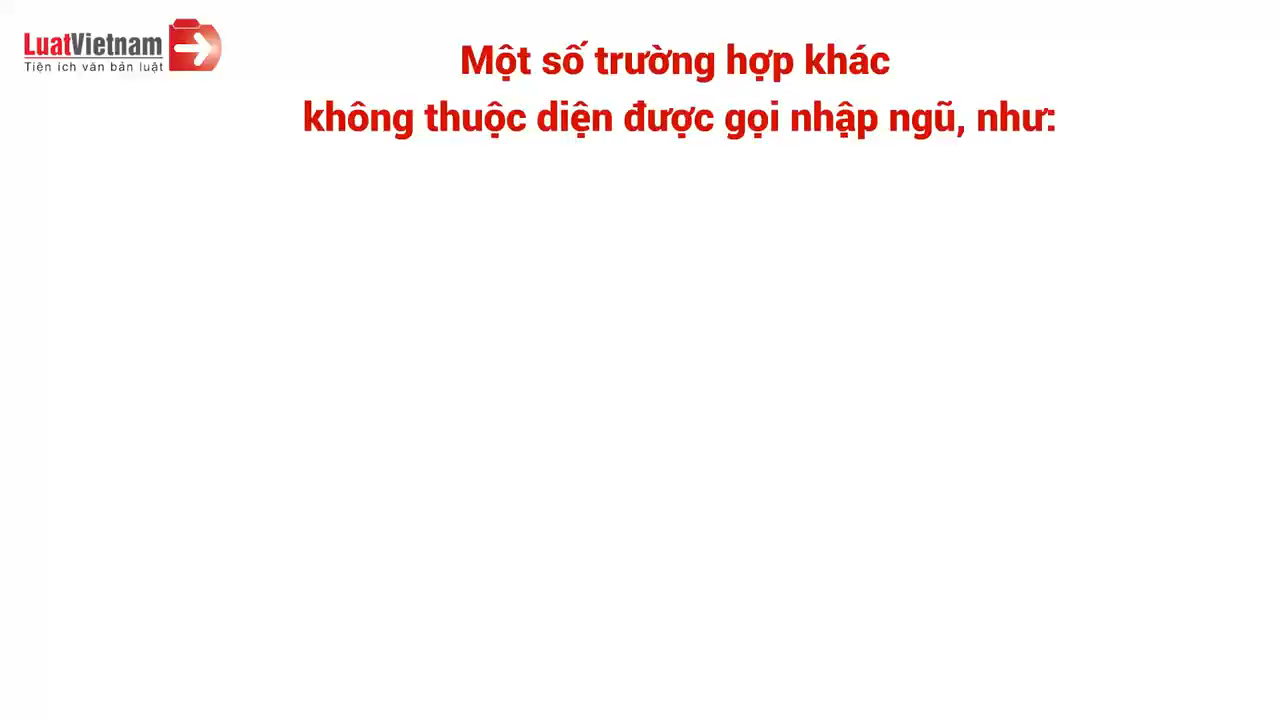 LuatVietnam
Tiện ích văn bản luật
Một số trường hợp khác
không thuộc diện được gọi nhập ngũ, như: